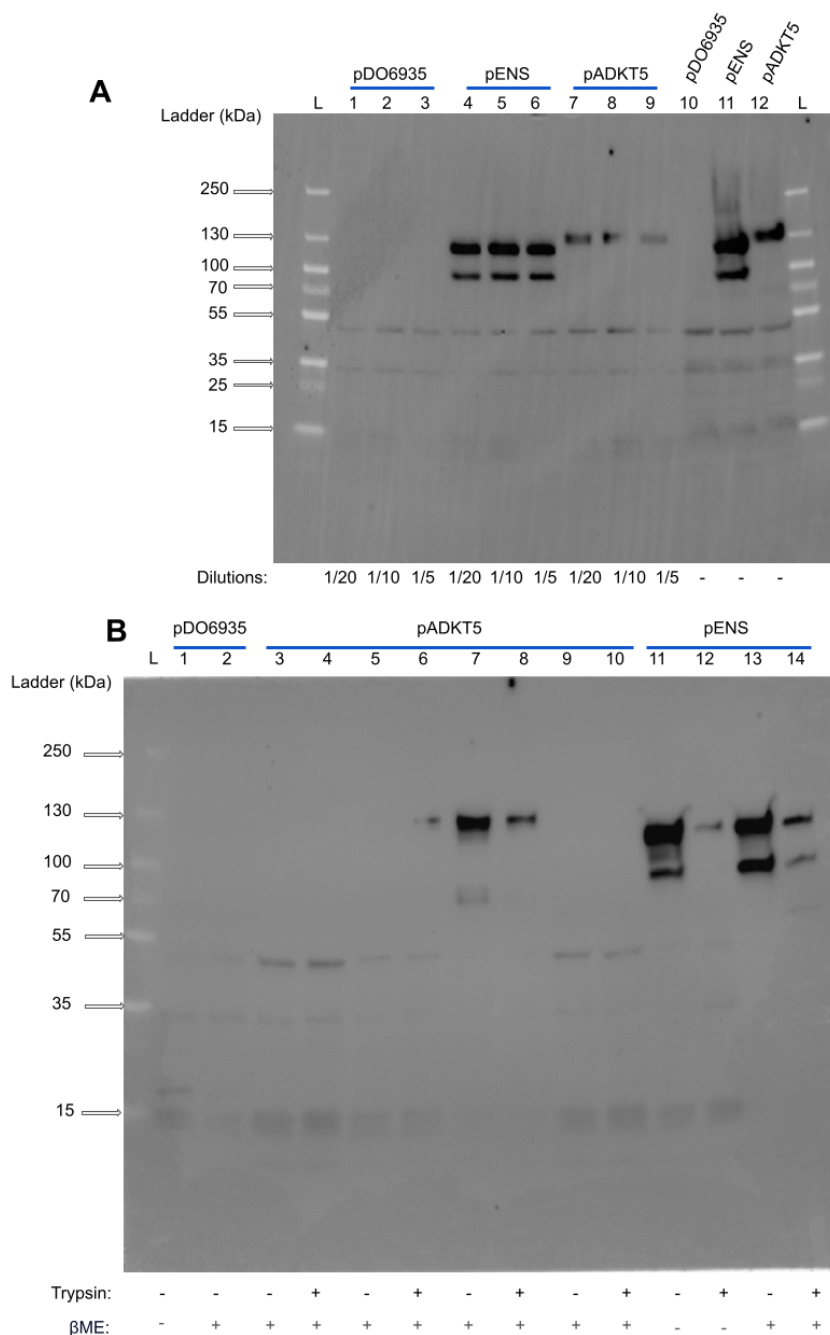 A
pDO6935 pENS pADKT5 pDO6935 pENS pADKT5
L 1 2 3 4 5 6 7 8 9 10 11 12 L
Ladder (kDa)
250
130
100
70
55
35
25
15
Dilutions: 1/20 1/10 1/5 1/20 1/10 1/5 1/20 1/10 1/5 - - -
B
pDO6935 pADKT5 pENS
L 1 2 3 4 5 6 7 8 9 10 11 12 13 14
Ladder (kDa)
250
130
100
70
55
35
15
Trypsin: - - - + - + - + - + - + - +
βME: - + + + + + + + + + - - + +